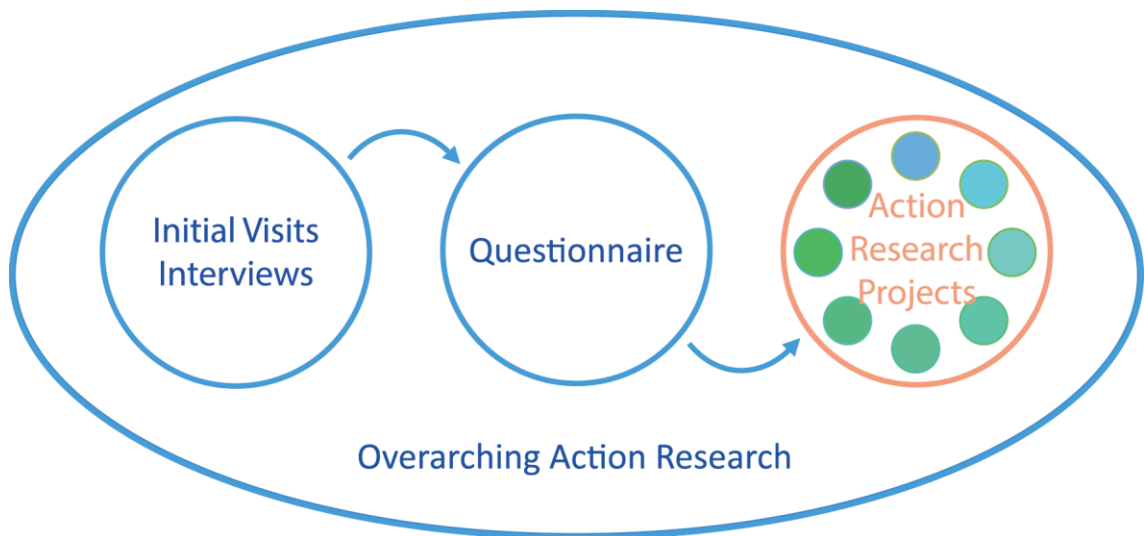 Initial Visits
Interviews
Questionnaire
Action
Research
Projects
Overarching Action Research